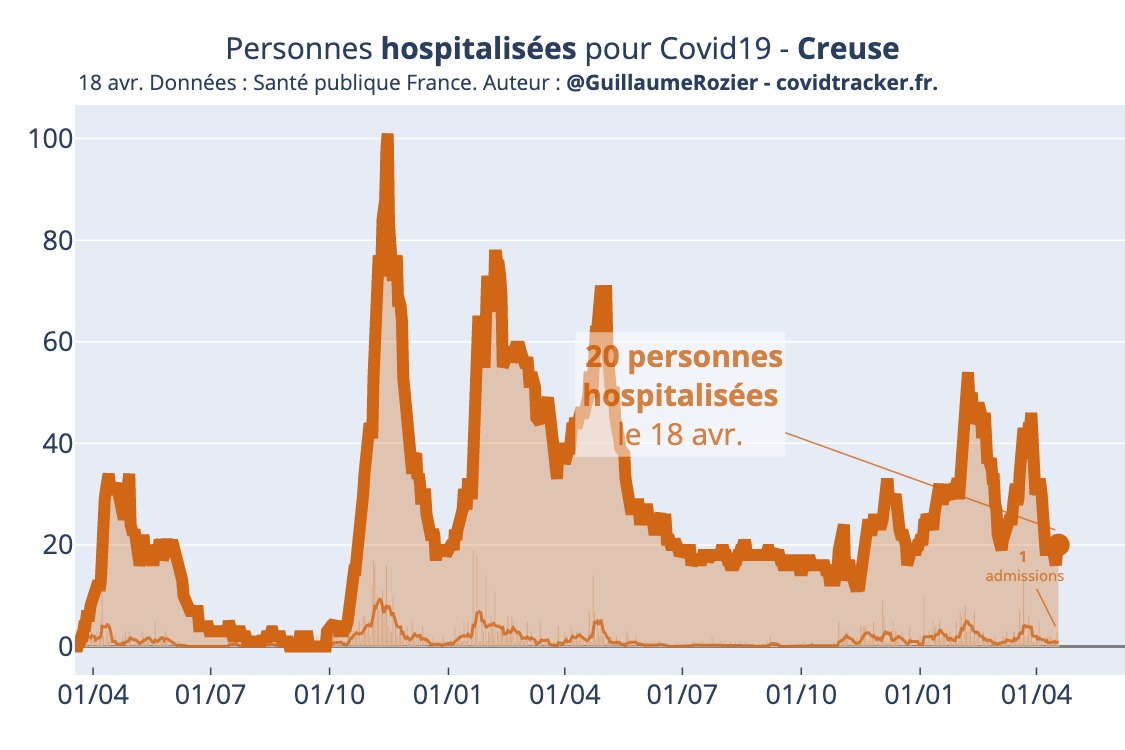 Personnes hospitalisées pour Covid19 - Creuse
18 avr. Données : Santé publique France. Auteur : @GuillaumeRozier - covidtracker.fr.
100
80
60
40
20
0
20 personnes
hospitalisées
le 18 avr.
1
admissions
01/04
01/07
01/10
01/01
01/04
01/07
01/10
01/01
01/04